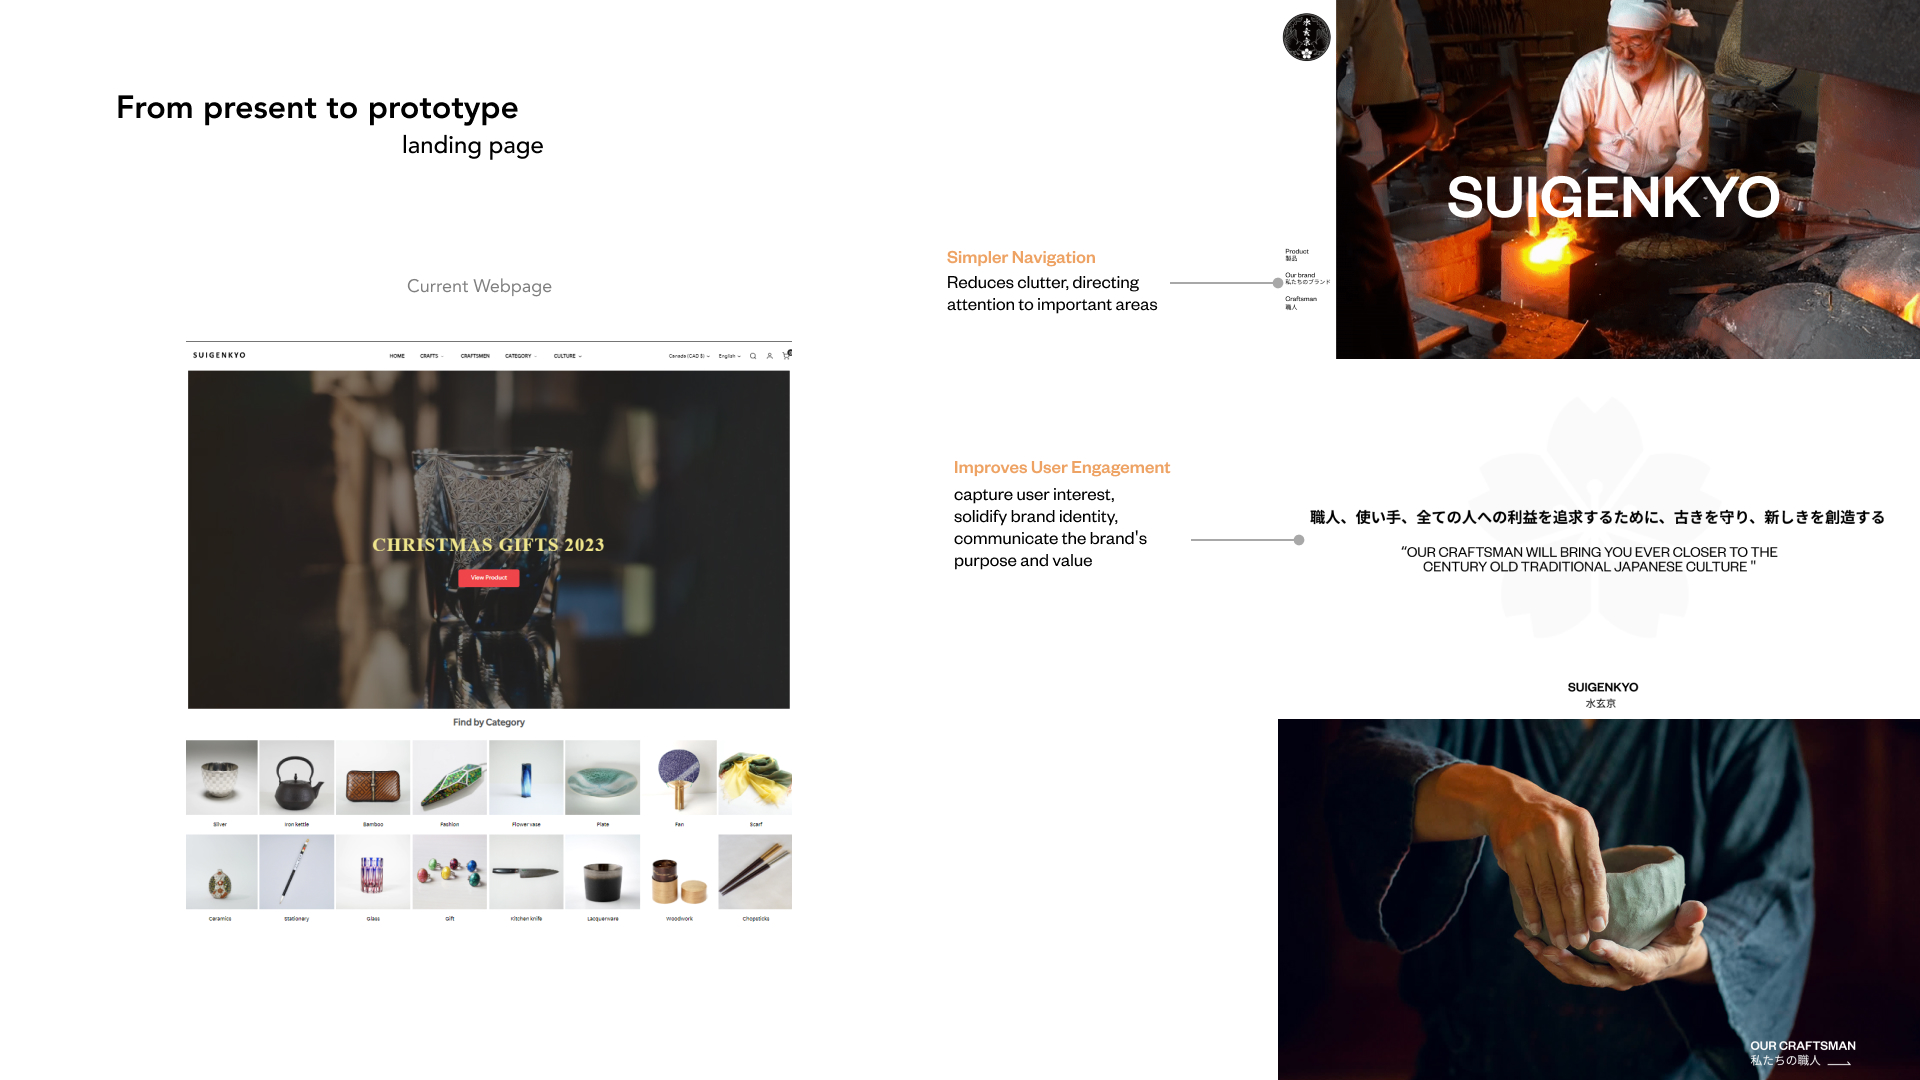 From present to prototype
landing page
Current Webpage
SUIGENKYO
HOME
CRAFTS
CRAFTSMEN
CATEGORY
CULTURE
Canada (CAD $)
English
CHRISTMAS GIFTS 2023
View Product
Find by Category
Silver
Iron kettle
Bamboo
Fashion
Flower vase
Plate
Fan
Scarf
Ceramics
Stationery
Glass
Gift
Kitchen knife
Lacquerware
Woodwork
Chopsticks
Simpler Navigation
Reduces clutter, directing
attention to important areas
Improves User Engagement
capture user interest,
solidify brand identity,
communicate the brand's
purpose and value
水玄京
Product
製品
Our brand
私たちのブランド
Craftsman
職人
SUIGENKYO
職人、使い手、全ての人への利益を追求するために、古きを守り、新しきを創造する
“OUR CRAFTSMAN WILL BRING YOU EVER CLOSER TO THE
CENTURY OLD TRADITIONAL JAPANESE CULTURE "
SUIGENKYO
水玄京
OUR CRAFTSMAN
私たちの職人